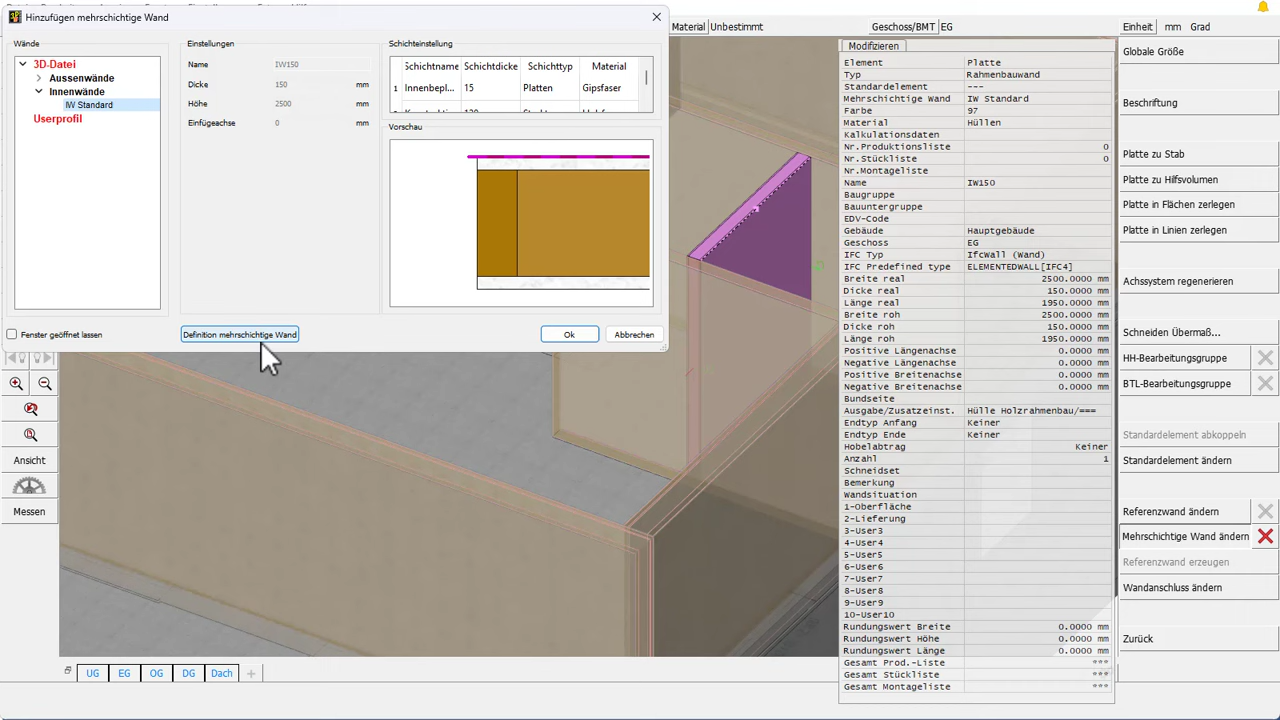 Hinzufügen mehrschichtige Wand
Material Unbestimmt
Geschoss/BMT EG
Einheit mm Grad
Wände
3D-Datei
Aussenwände
Innenwände
IW Standard
Userprofil
Einstellungen
Name IW150
Dicke 150 mm
Höhe 2500 mm
Einfügeachse 0 mm
Schichteinstellung
Schichtname Schichtdicke Schichttyp Material
1 Innenbepl... 15 Platten Gipsfaser
Vorschau
Fenster geöffnet lassen
Definition mehrschichtige Wand
Ok
Abbrechen
Ansicht
Messen
UG
EG
OG
DG
Dach
Modifizieren
Element Platte
Typ Rahmenbauwand
Standardelement ---
Mehrschichtige Wand IW Standard
Farbe 97
Material Hüllen
Kalkulationsdaten
Nr.Produktionsliste 0
Nr.Stückliste 0
Nr.Montageliste
Name IW150
Baugruppe
Bauuntergruppe
EDV-Code
Gebäude Hauptgebäude
Geschoss EG
IFC Typ Ifcwall (Wand)
IFC Predefined type ELEMENTEDWALL[IFC4]
Breite real 2500.0000 mm
Dicke real 150.0000 mm
Länge real 1950.0000 mm
Breite roh 2500.0000 mm
Dicke roh 150.0000 mm
Länge roh 1950.0000 mm
Positive Längenachse 0.0000 mm
Negative Längenachse 0.0000 mm
Positive Breitenachse 0.0000 mm
Negative Breitenachse 0.0000 mm
Bundseite
Ausgabe/Zusatzeinst. Hülle Holzrahmenbau/===
Endtyp Anfang Keiner
Endtyp Ende Keiner
Hobelabtrag Keiner
Anzahl 1
Schneidset
Bemerkung
Wandsituation
1-Oberfläche
2-Lieferung
3-User3
4-User4
5-User5
6-User6
7-User7
8-User8
9-User9
10-User10
Rundungswert Breite 0.0000 mm
Rundungswert Höhe 0.0000 mm
Rundungswert Länge 0.0000 mm
Gesamt Prod.-Liste ***
Gesamt Stückliste ***
Gesamt Montageliste ***
Globale Größe
Beschriftung
Platte zu Stab
Platte zu Hilfsvolumen
Platte in Flächen zerlegen
Platte in Linien zerlegen
Achssystem regenerieren
Schneiden Übermaß...
HH-Bearbeitungsgruppe
BTL-Bearbeitungsgruppe
Standardelement abkoppeln
Standardelement ändern
Referenzwand ändern
Mehrschichtige Wand ändern
Referenzwand erzeugen
Wandanschluss ändern
Zurück